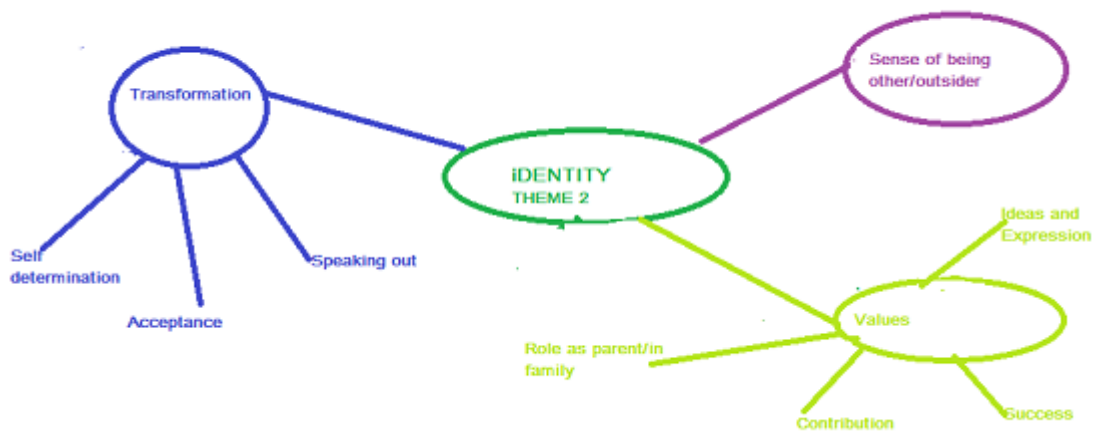 Transformation
Sense of being
other/outsider
iDENTITY
THEME 2
Self
determination
Acceptance
Speaking out
Ideas and
Expression
Values
Role as parent/in
family
Contribution
Success